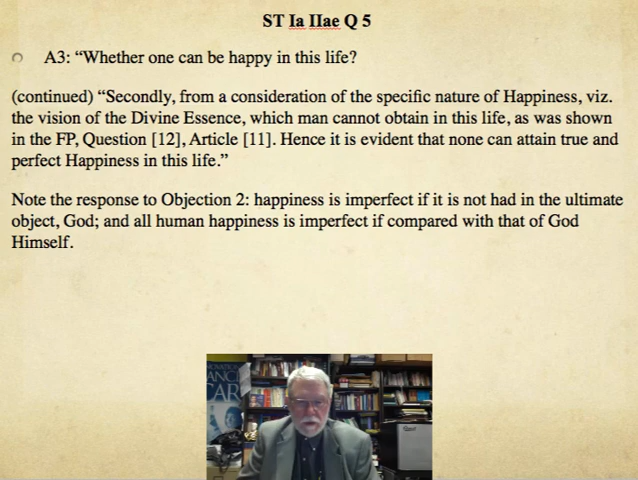 ST Ia IIae Q 5
A3: “Whether one can be happy in this life?
(continued) “Secondly, from a consideration of the specific nature of Happiness, viz.
the vision of the Divine Essence, which man cannot obtain in this life, as was shown
in the FP, Question [12], Article [11]. Hence it is evident that none can attain true and
perfect Happiness in this life.”
Note the response to Objection 2: happiness is imperfect if it is not had in the ultimate
object, God; and all human happiness is imperfect if compared with that of God
Himself.